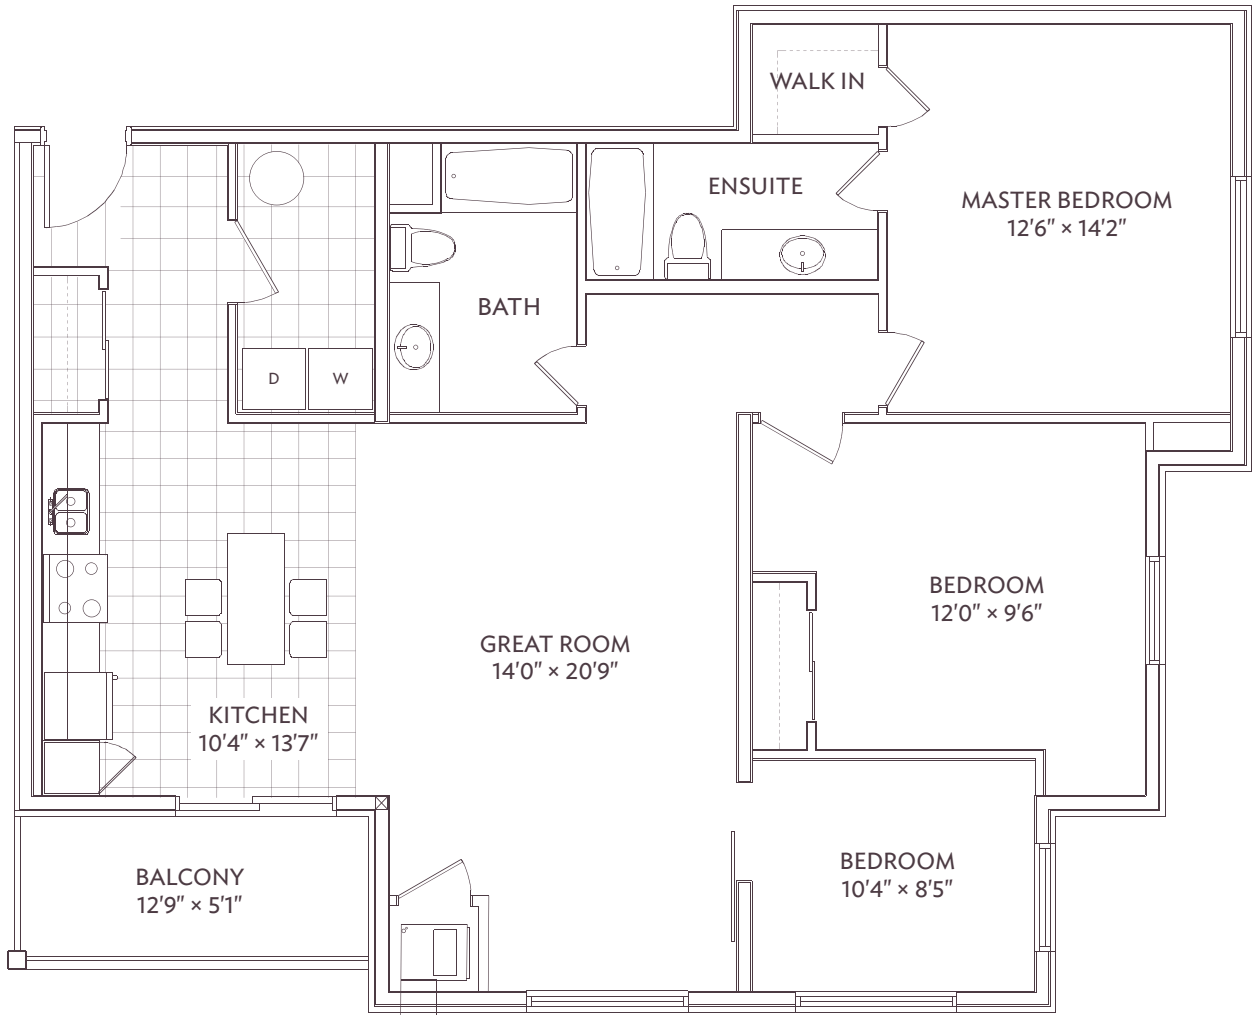 WALK IN
ENSUITE
MASTER BEDROOM
12'6" × 14'2"
BATH
D
W
BEDROOM
12'0" × 9'6"
GREAT ROOM
14'0" × 20'9"
KITCHEN
10'4" × 13'7"
BEDROOM
10'4" × 8'5"
BALCONY
12'9" × 5'1"